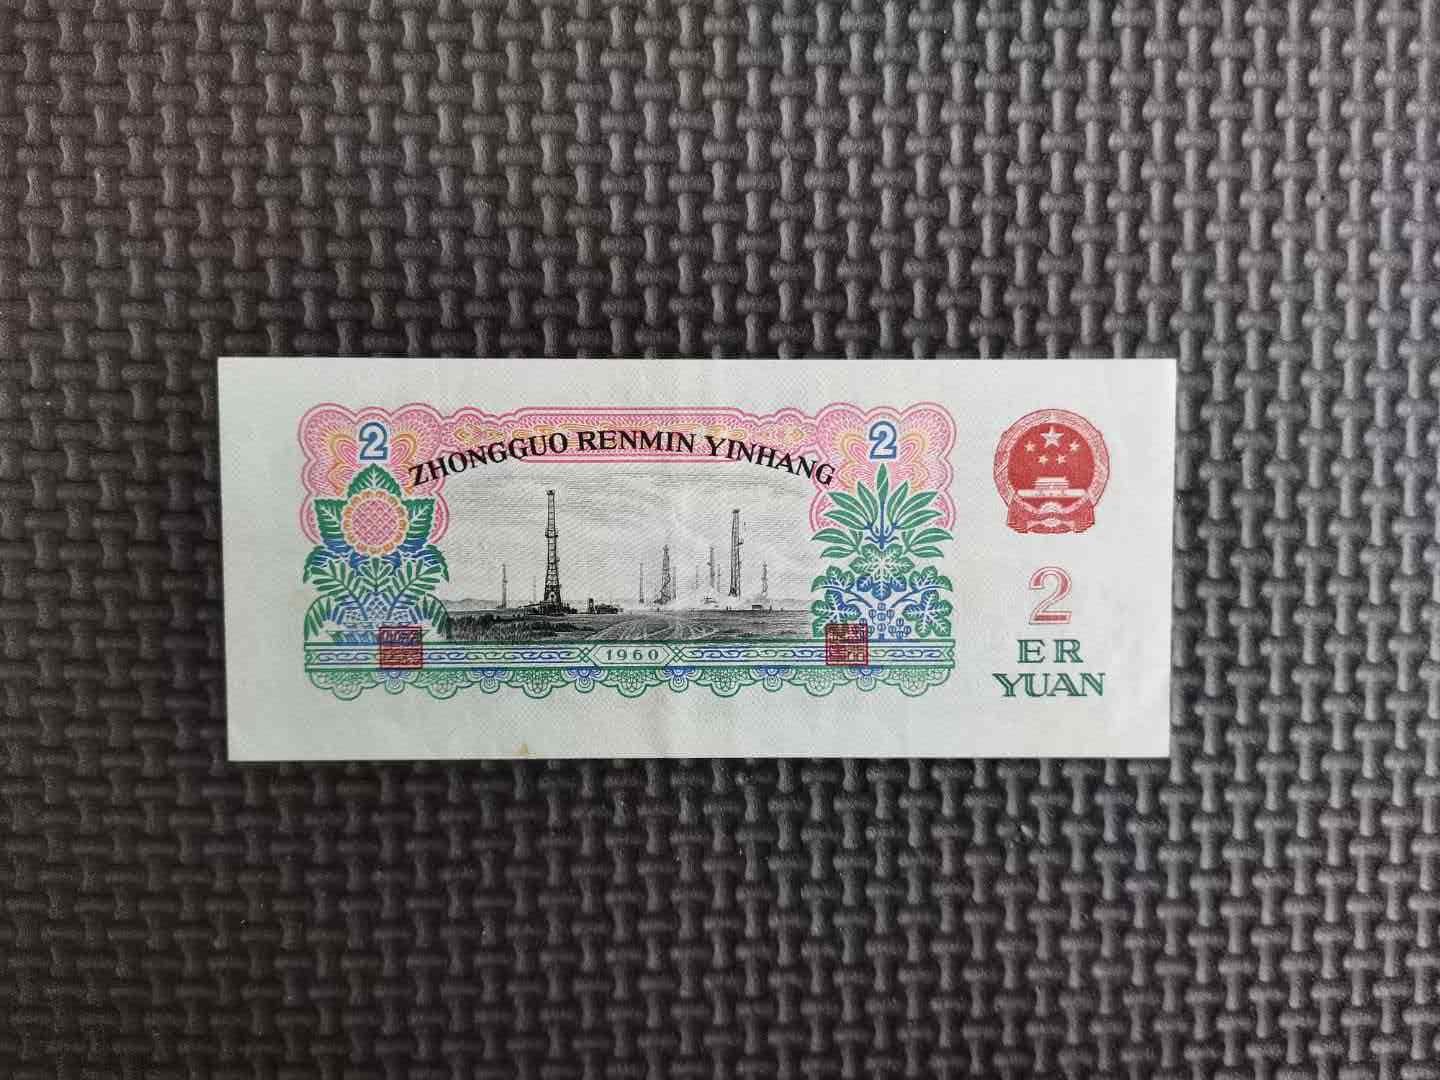 2
2
ZHONGGUO RENMIN YINHANG
1960
2
ER
YUAN